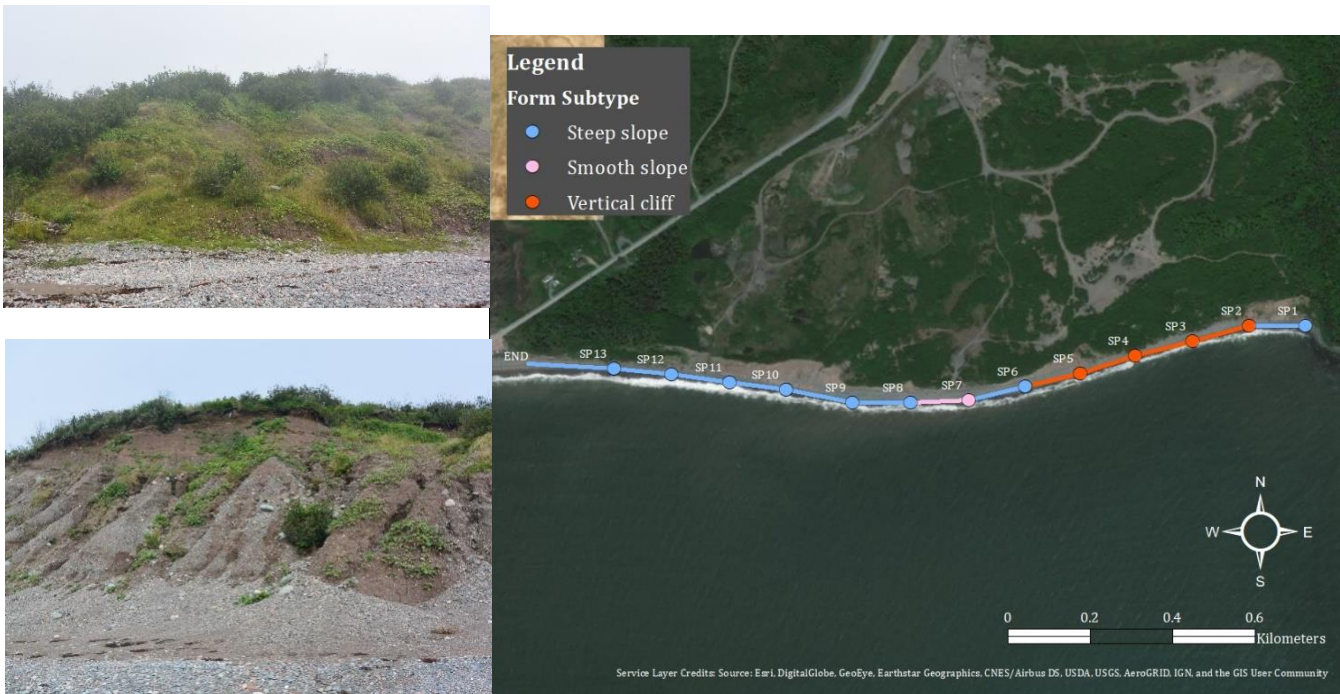 Legend
Form Subtype
Steep slope
Smooth slope
Vertical cliff
SP1
SP2
SP3
SP4
SP5
SP6
SP7
SP8
SP9
SP10
SP11
SP12
SP13
END
N
W E
S
0 0.2 0.4 0.6
Kilometers
Service Layer Credits: Source: Esri, DigitalGlobe, GeoEye, Earthstar Geographics, CNES/Airbus DS, USDA, USGS, AeroGRID, IGN, and the GIS User Community